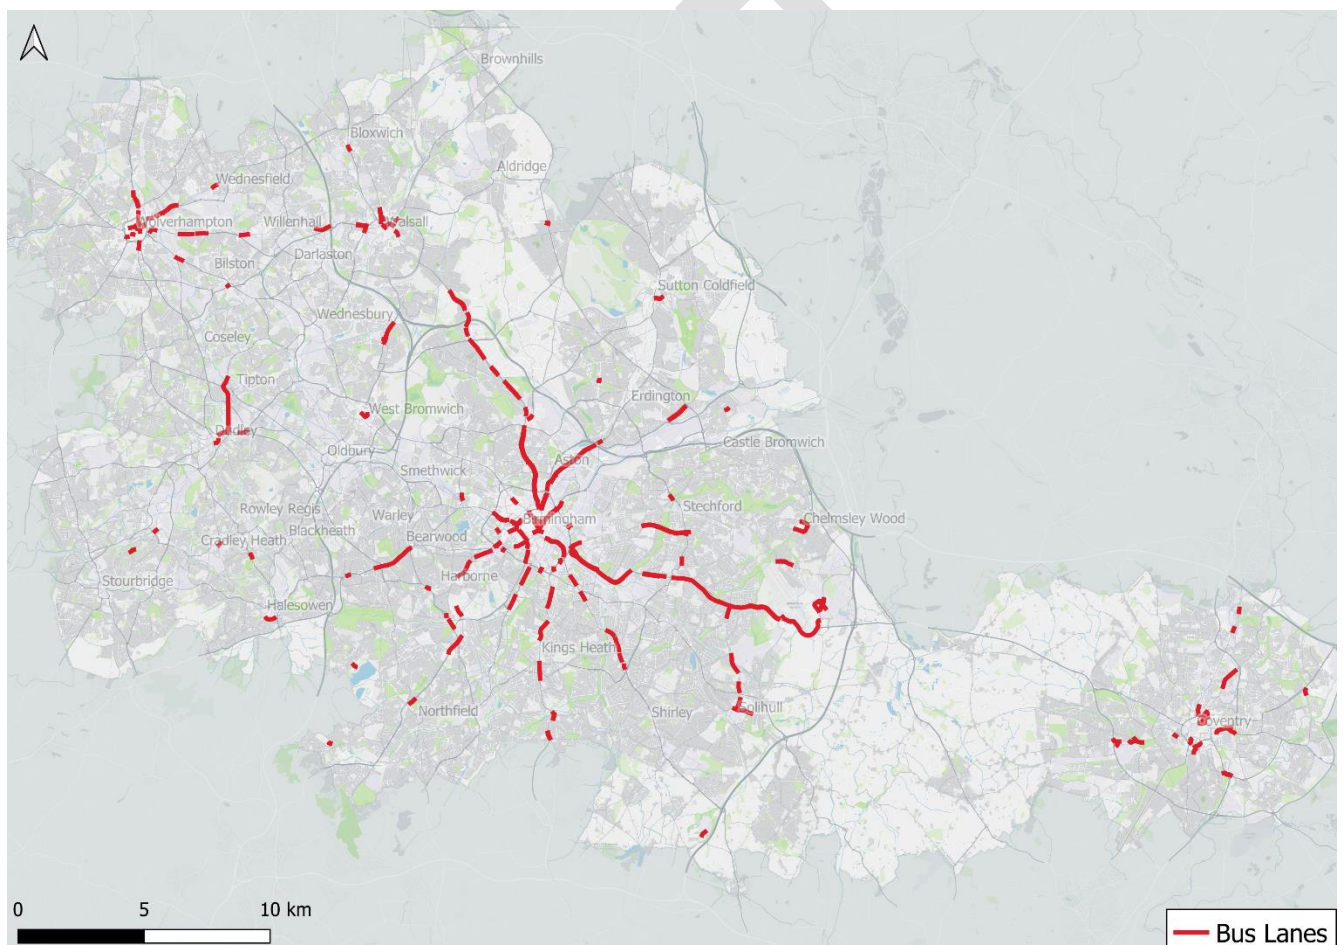 Brownhills
Bloxwich
Aldridge
Wednesfield
Wolverhampton
Willenhall
Walsall
Darlaston
Bilston
Sutton Coldfield
Wednesbury
Coseley
Tipton
Erdington
West Bromwich
Dudley
Castle Bromwich
Oldbury
Aston
Smethwick
Stechford
Rowley Regis
Warley
Birmingham
Chelmsley Wood
Blackheath
Bearwood
Cradley Heath
Stourbridge
Harborne
Halesowen
Kings Heath
Northfield
Shirley
Solihull
Coventry
0 5 10 km
Bus Lanes